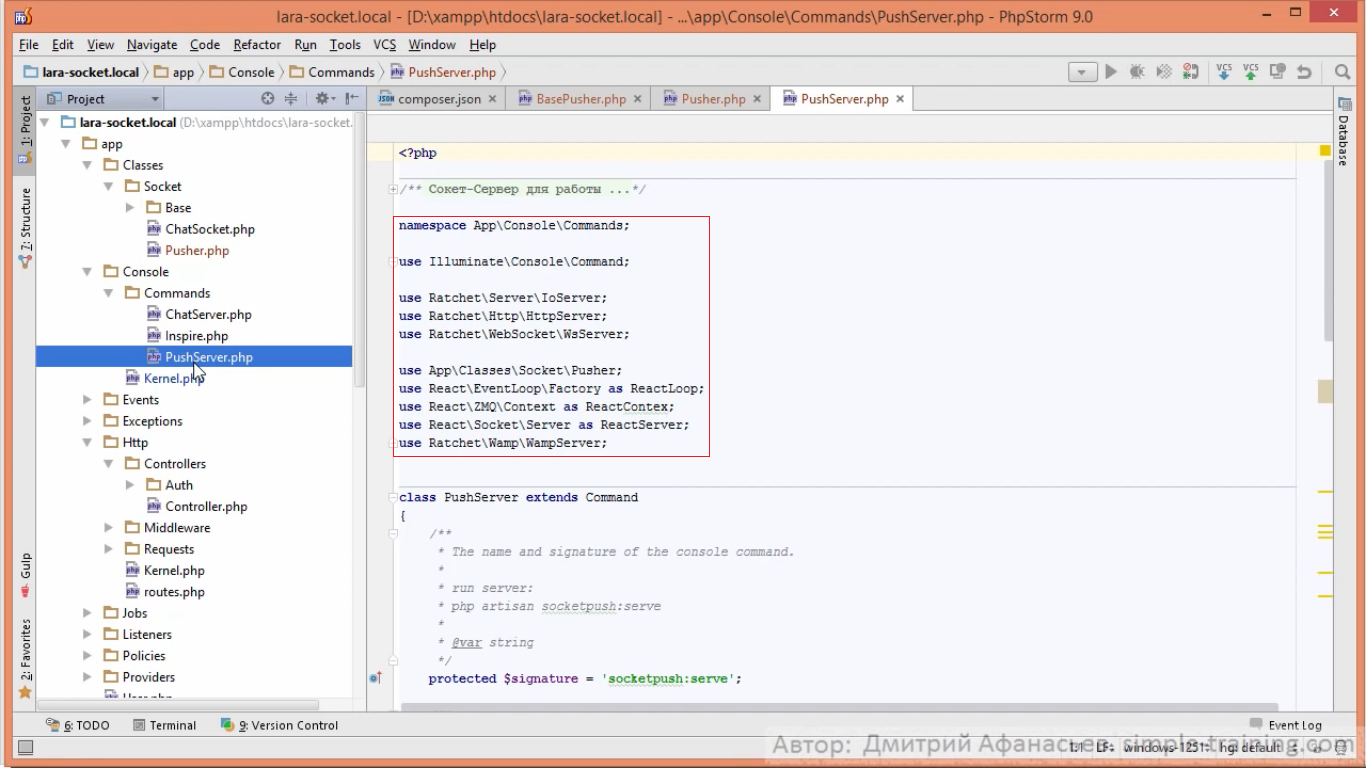 lara-socket.local - [D:\xampp\htdocs\lara-socket.local] - ...\app\Console\Commands\PushServer.php - PhpStorm 9.0
File Edit View Navigate Code Refactor Run Tools VCS Window Help
lara-socket.local app Console Commands PushServer.php
VCS VCS
Project
composer.json BasePusher.php Pusher.php PushServer.php
1: Project
7: Structure
Gulp
2: Favorites
lara-socket.local (D:\xampp\htdocs\lara-socket.
app
Classes
Socket
Base
ChatSocket.php
Pusher.php
Console
Commands
ChatServer.php
Inspire.php
PushServer.php
Kernel.php
Events
Exceptions
Http
Controllers
Auth
Controller.php
Middleware
Requests
Kernel.php
routes.php
Jobs
Listeners
Policies
Providers
User.php
<?php
/** Сокет-Сервер для работы ...*/
namespace App\Console\Commands;
use Illuminate\Console\Command;
use Ratchet\Server\IoServer;
use Ratchet\Http\HttpServer;
use Ratchet\WebSocket\WsServer;
use App\Classes\Socket\Pusher;
use React\EventLoop\Factory as ReactLoop;
use React\ZMQ\Context as ReactContex;
use React\Socket\Server as ReactServer;
use Ratchet\Wamp\WampServer;
class PushServer extends Command
{
/**
* The name and signature of the console command.
*
* run server:
* php artisan socketpush:serve
*
* @var string
*/
protected $signature = 'socketpush:serve';
Database
6: TODO Terminal 9: Version Control Event Log
1:1 LF÷ windows-1251÷ hg: default ÷
Автор: Дмитрий Афанасьев simple-training.com